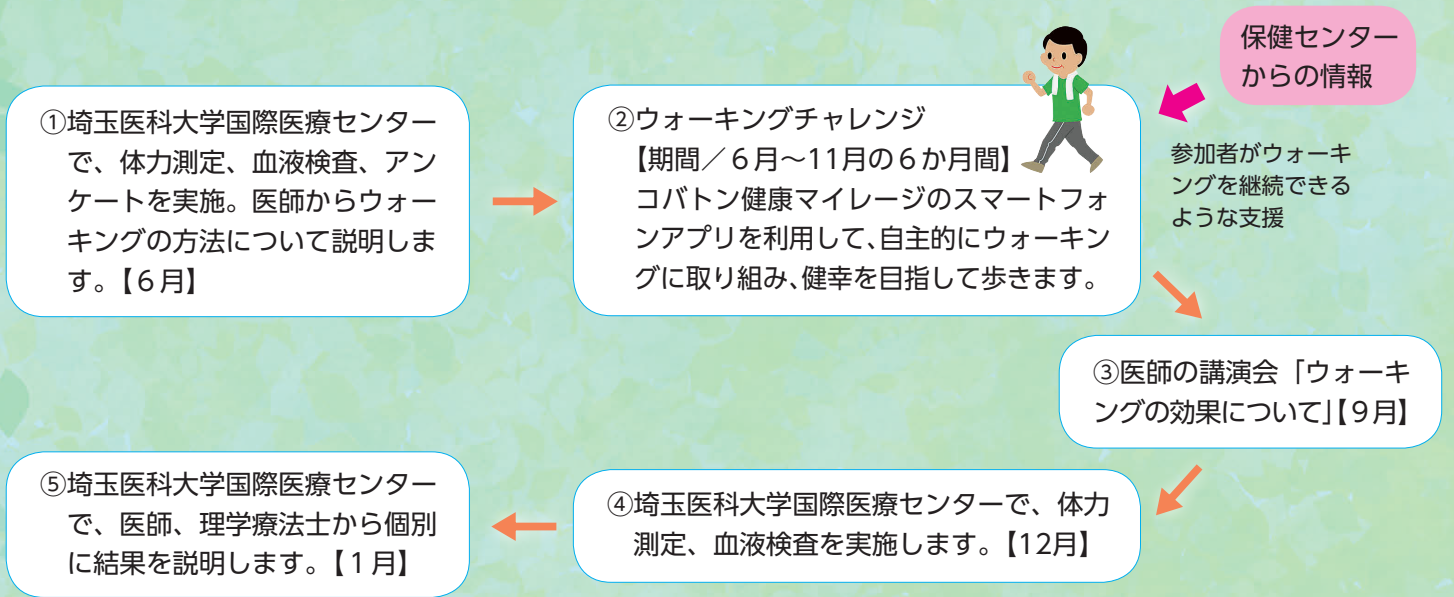 ①埼玉医科大学国際医療センター
で、体力測定、血液検査、アン
ケートを実施。医師からウォー
キングの方法について説明しま
す。【6月】
②ウォーキングチャレンジ
【期間／6月～11月の6か月間】
コバトン健康マイレージのスマートフォ
ンアプリを利用して、自主的にウォーキン
グに取り組み、健幸を目指して歩きます。
保健センター
からの情報
参加者がウォーキ
ングを継続できる
ような支援
③医師の講演会「ウォーキ
ングの効果について」【9月】
④埼玉医科大学国際医療センターで、体力
測定、血液検査を実施します。【12月】
⑤埼玉医科大学国際医療センター
で、医師、理学療法士から個別
に結果を説明します。【1月】